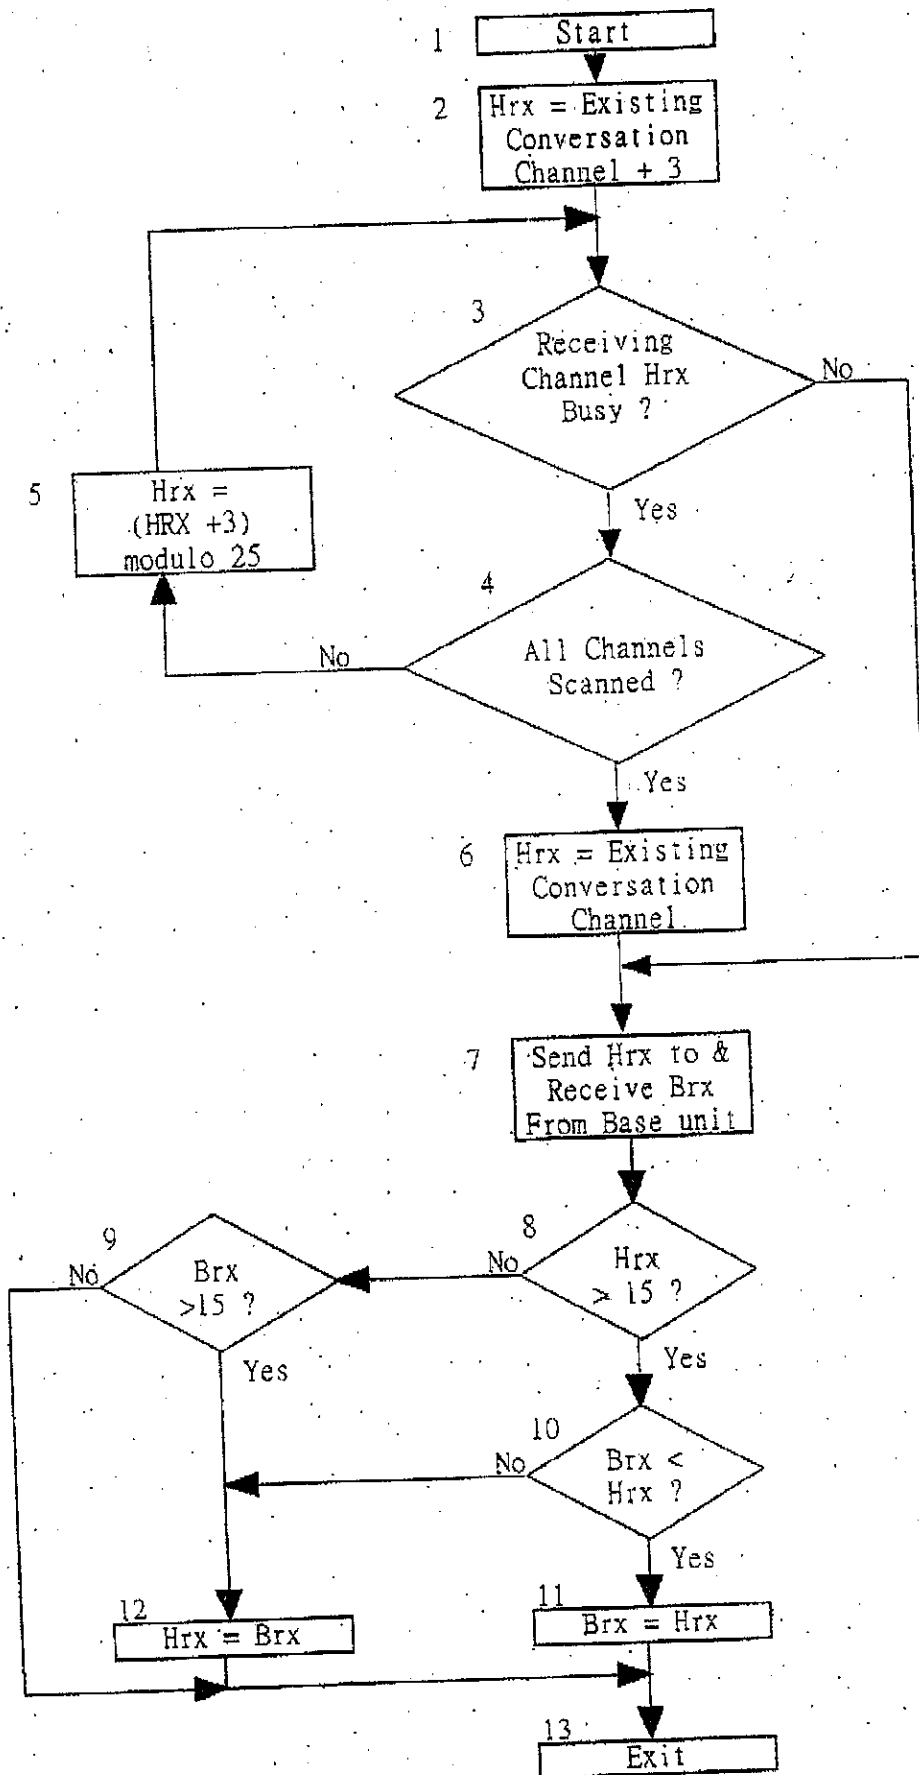 1
Start
2
Hrx = Existing
Conversation
Channel + 3
3
Receiving
Channel Hrx
Busy ?
No
Yes
5
Hrx =
(HRX +3)
modulo 25
4
All Channels
Scanned ?
No
Yes
6
Hrx = Existing
Conversation
Channel
7
Send Hrx to &
Receive Brx
From Base unit
8
Hrx
> 15 ?
No
Yes
9
Brx
>15 ?
No
Yes
10
Brx <
Hrx ?
No
Yes
12
Hrx = Brx
11
Brx = Hrx
13
Exit